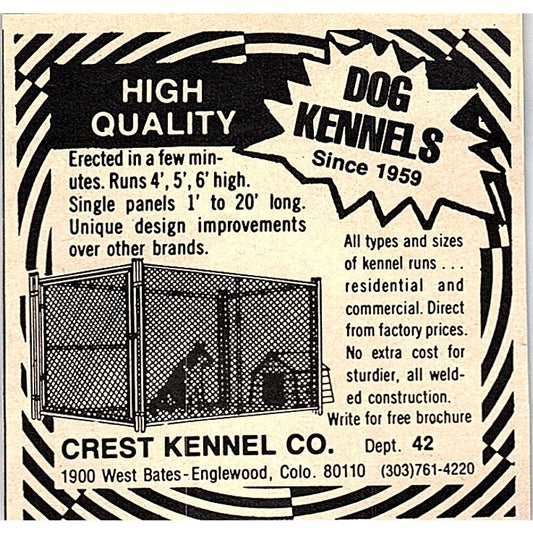 HIGH
QUALITY
DOG
KENNELS
Since 1959
Erected in a few min-
utes. Runs 4', 5', 6' high.
Single panels 1' to 20' long.
Unique design improvements
over other brands.
All types and sizes
of kennel runs ...
residential and
commercial. Direct
from factory prices.
No extra cost for
sturdier, all weld-
ed construction.
Write for free brochure
CREST KENNEL CO. Dept. 42
1900 West Bates-Englewood, Colo. 80110 (303)761-4220